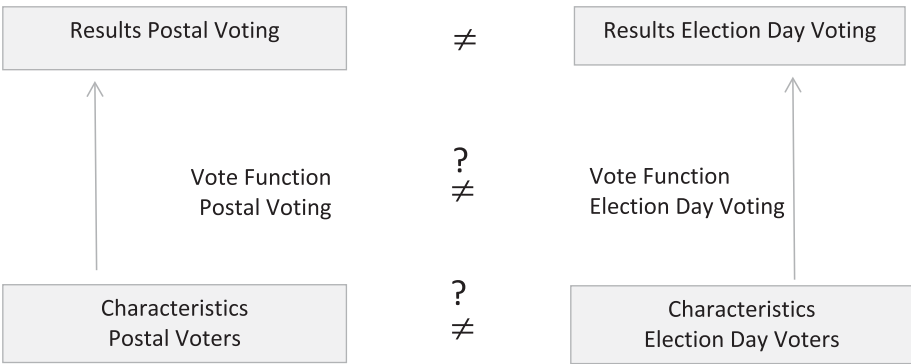 Results Postal Voting
≠
Results Election Day Voting
Vote Function
Postal Voting
?
≠
Vote Function
Election Day Voting
Characteristics
Postal Voters
?
≠
Characteristics
Election Day Voters